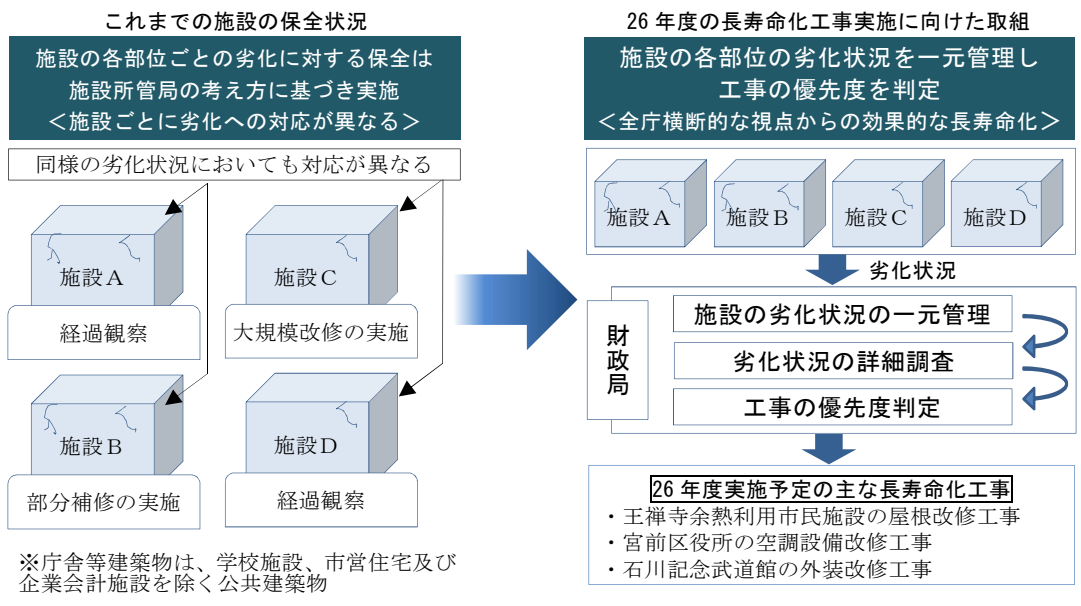 これまでの施設の保全状況
施設の各部位ごとの劣化に対する保全は
施設所管局の考え方に基づき実施
＜施設ごとに劣化への対応が異なる＞
同様の劣化状況においても対応が異なる
施設Ａ
経過観察
施設Ｃ
大規模改修の実施
施設Ｂ
部分補修の実施
施設Ｄ
経過観察
※庁舎等建築物は、学校施設、市営住宅及び
企業会計施設を除く公共建築物
26 年度の長寿命化工事実施に向けた取組
施設の各部位の劣化状況を一元管理し
工事の優先度を判定
＜全庁横断的な視点からの効果的な長寿命化＞
施設Ａ
施設Ｂ
施設Ｃ
施設Ｄ
劣化状況
財政局
施設の劣化状況の一元管理
劣化状況の詳細調査
工事の優先度判定
26 年度実施予定の主な長寿命化工事
・王禅寺余熱利用市民施設の屋根改修工事
・宮前区役所の空調設備改修工事
・石川記念武道館の外装改修工事